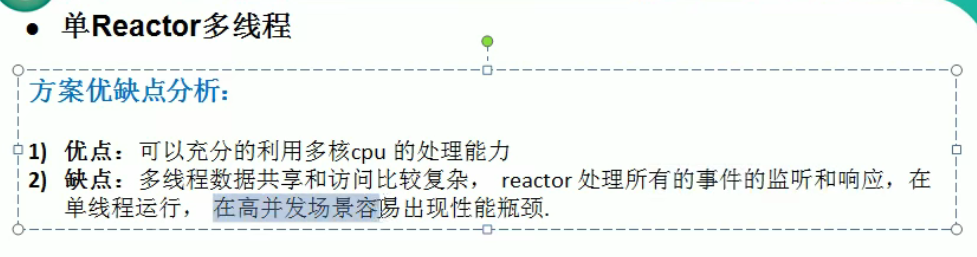 ● 单Reactor多线程
方案优缺点分析:
1) 优点：可以充分的利用多核cpu 的处理能力
2) 缺点：多线程数据共享和访问比较复杂， reactor 处理所有的事件的监听和响应，在
单线程运行， 在高并发场景容易出现性能瓶颈.